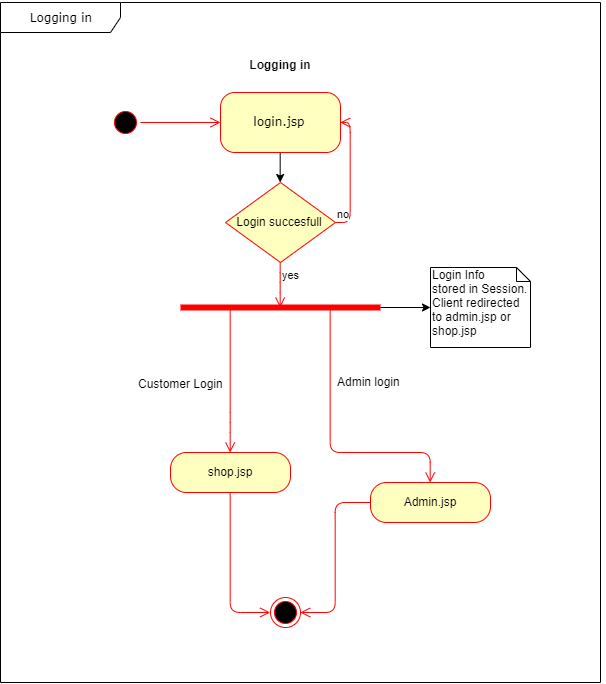 Logging in
Logging in
login.jsp
Login succesfull
no
yes
Login Info
stored in Session.
Client redirected
to admin.jsp or
shop.jsp
Customer Login
Admin login
shop.jsp
Admin.jsp